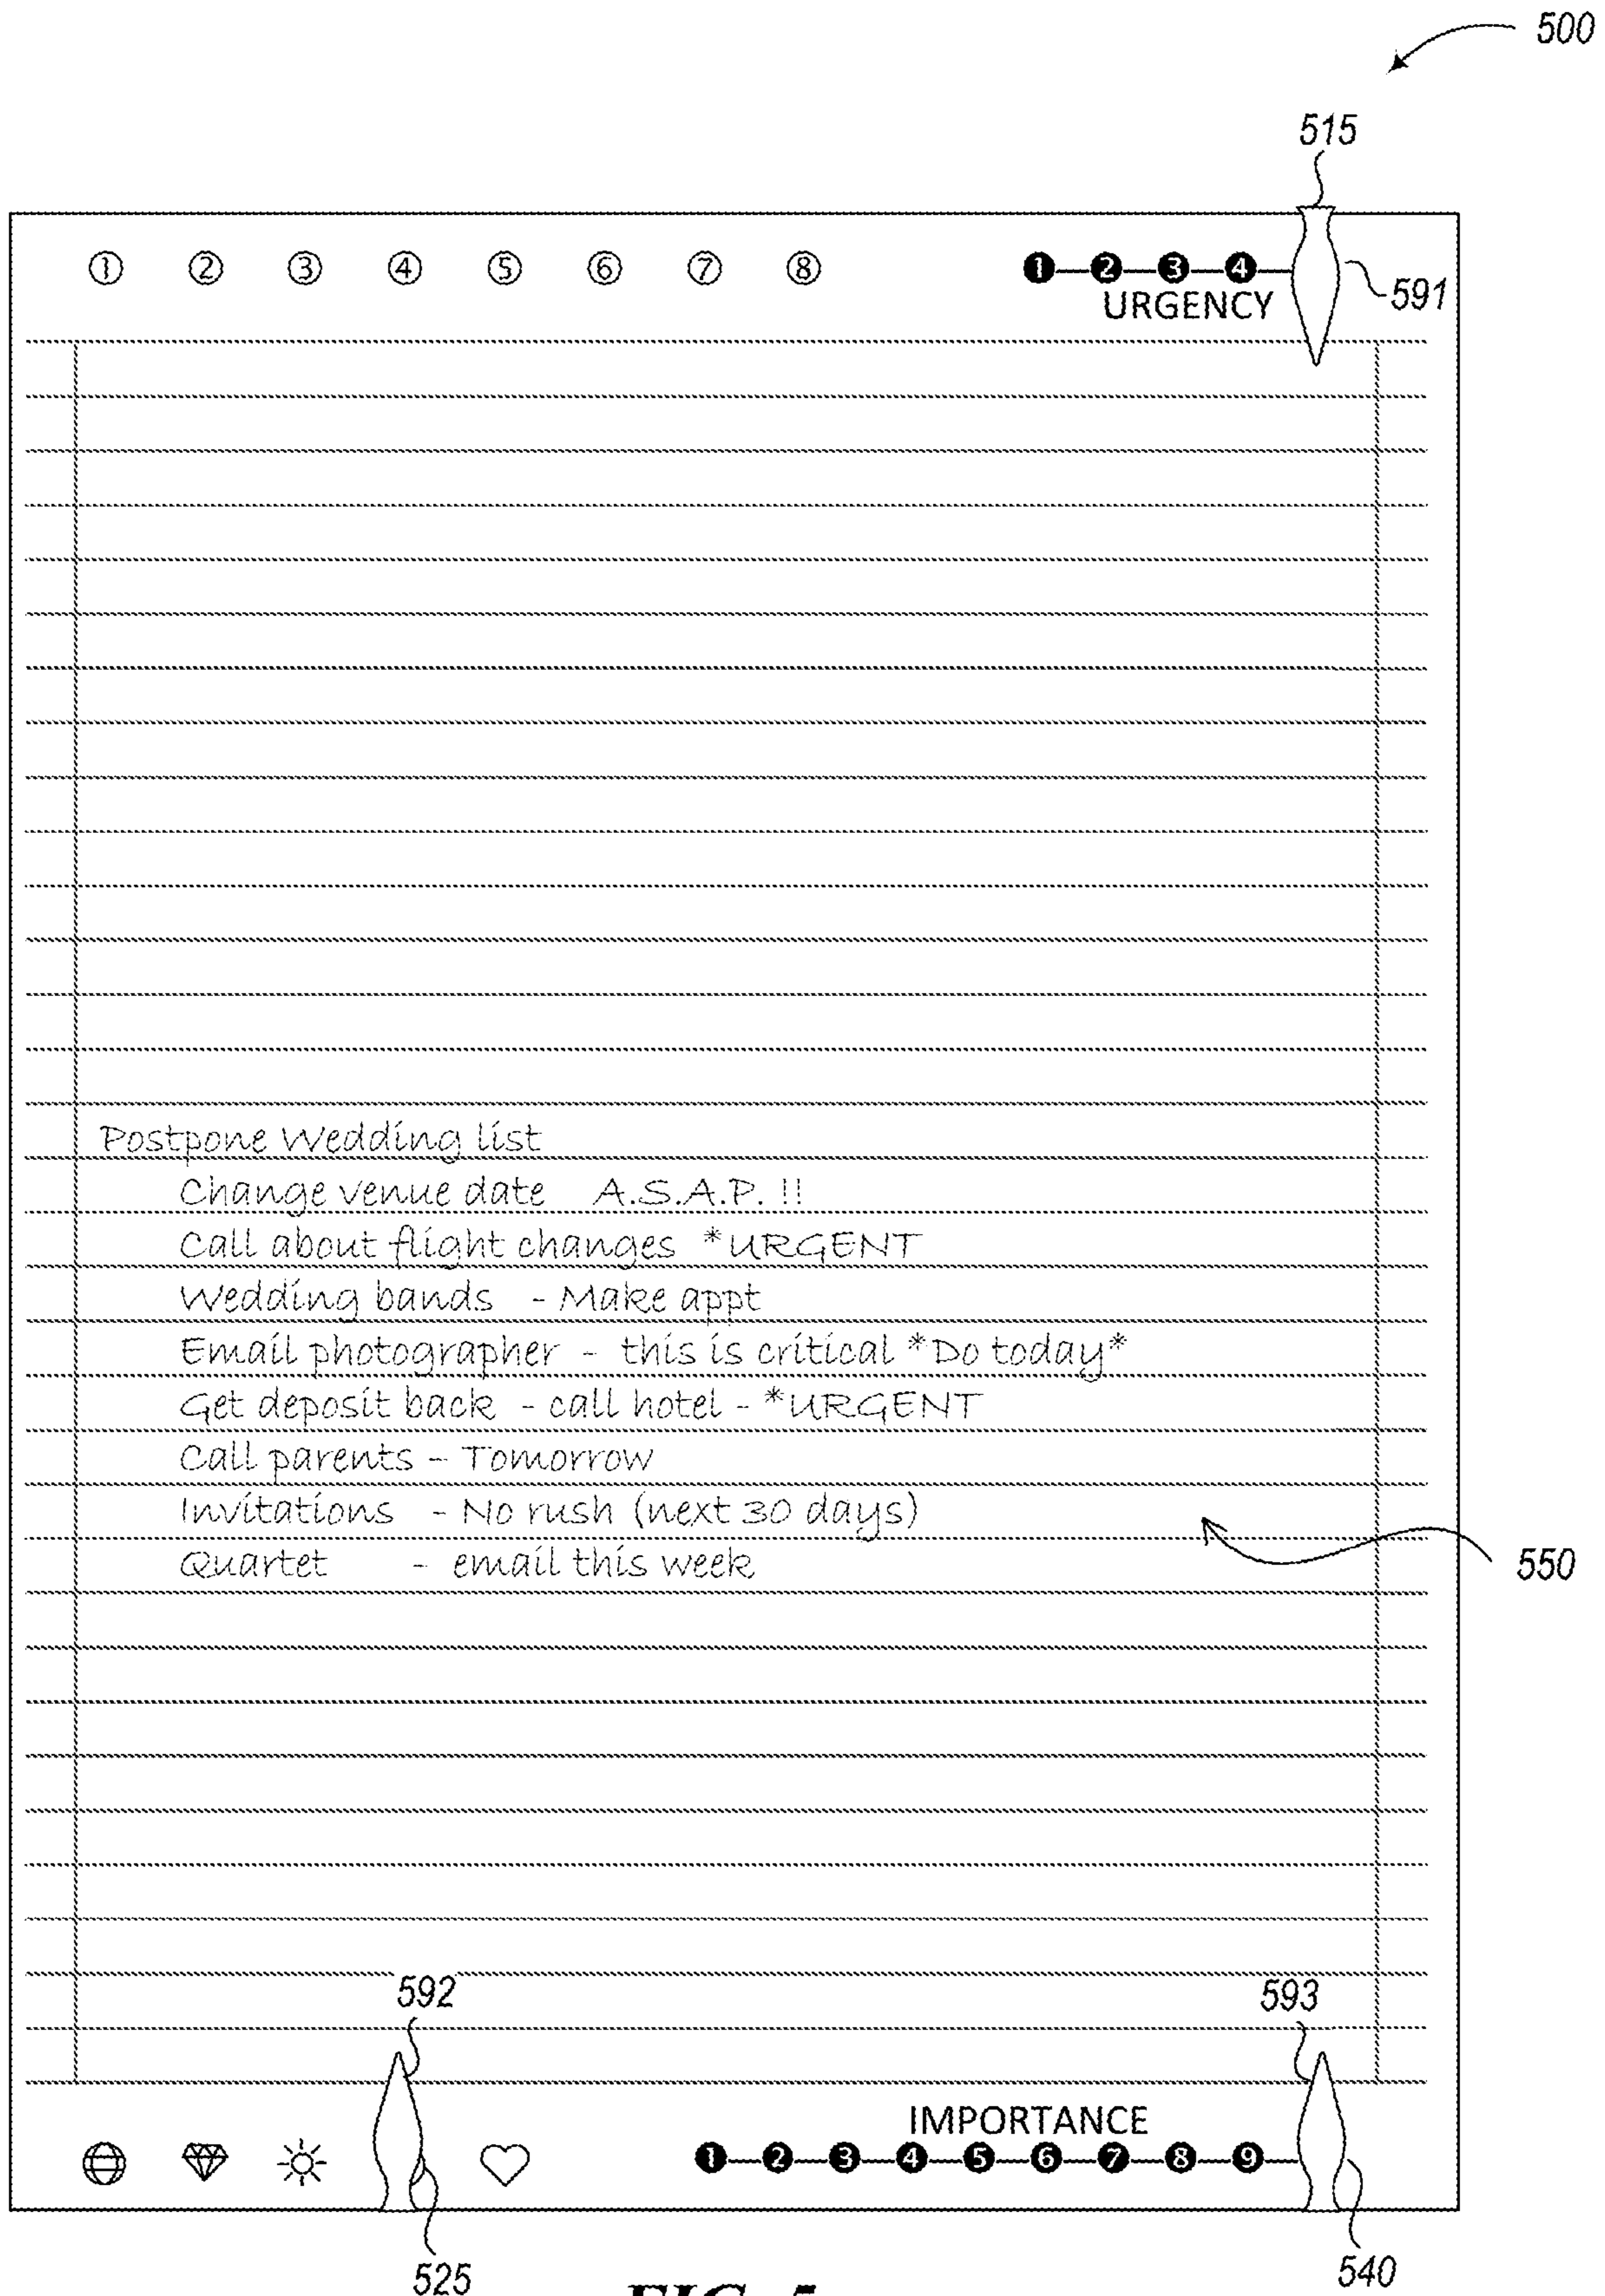 500
515
① ② ③ ④ ⑤ ⑥ ⑦ ⑧ ❶ ❷ ❸ ❹
URGENCY 591
Postpone Wedding list
Change venue date A.S.A.P. !!
Call about flight changes *URGENT
Wedding bands - Make appt
Email photographer - this is critical *Do today*
Get deposit back - call hotel - *URGENT
Call parents - Tomorrow
Invitations - No rush (next 30 days)
Quartet - email this week
550
592 593
IMPORTANCE
❶ ❷ ❸ ❹ ❺ ❻ ❼ ❽ ❾
525 540
FIG. 5